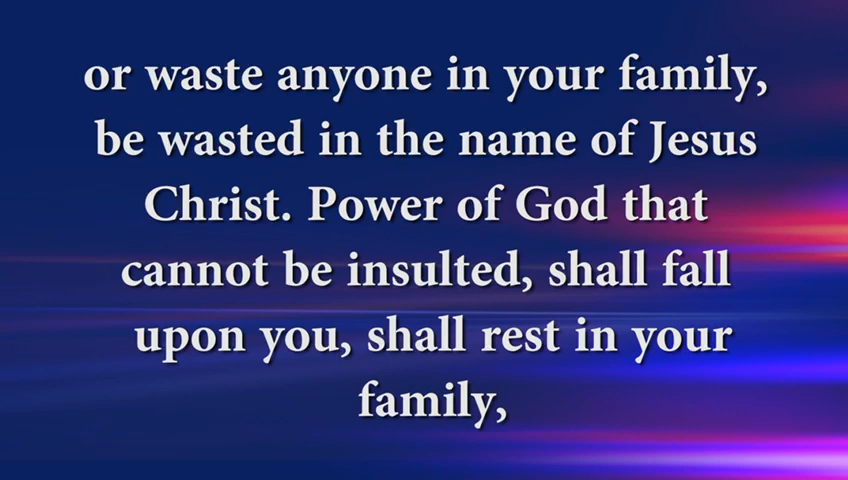 or waste anyone in your family,
be wasted in the name of Jesus
Christ. Power of God that
cannot be insulted, shall fall
upon you, shall rest in your
family,